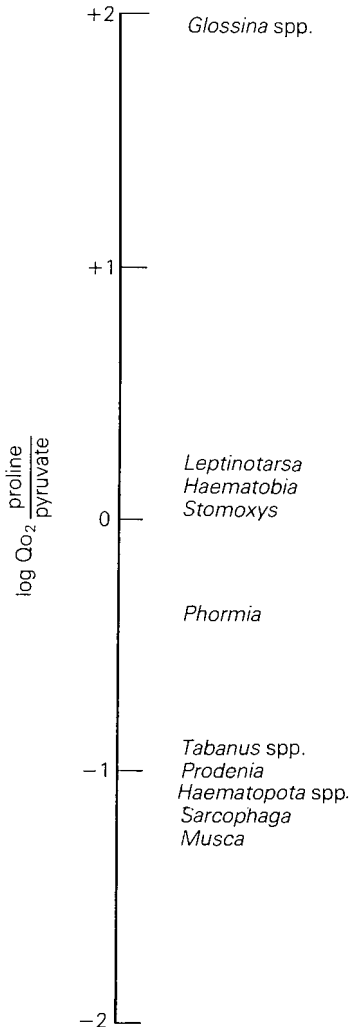 +2
Glossina spp.
+1
log Qo₂ proline
pyruvate
Leptinotarsa
Haematobia
0
Stomoxys
Phormia
Tabanus spp.
−1
Prodenia
Haematopota spp.
Sarcophaga
Musca
−2